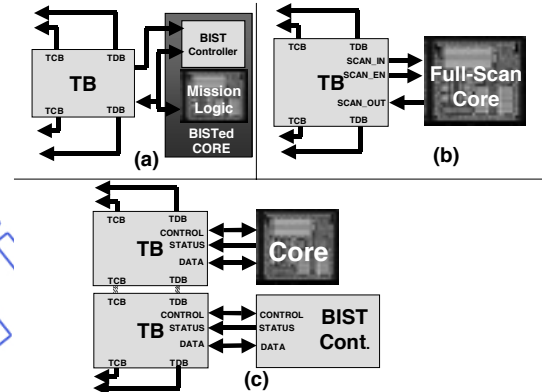 TCB TDB
TB
TCB TDB
BIST
Controller
Mission
Logic
BISTed
CORE
(a)
TCB TDB
TB
SCAN_IN
SCAN_EN
SCAN_OUT
TCB TDB
Full-Scan
Core
(b)
TCB TDB
TB
CONTROL
STATUS
DATA
TCB TDB
Core
TCB TDB
TB
CONTROL
STATUS
DATA
TCB TDB
CONTROL
STATUS
DATA
BIST
Cont.
(c)